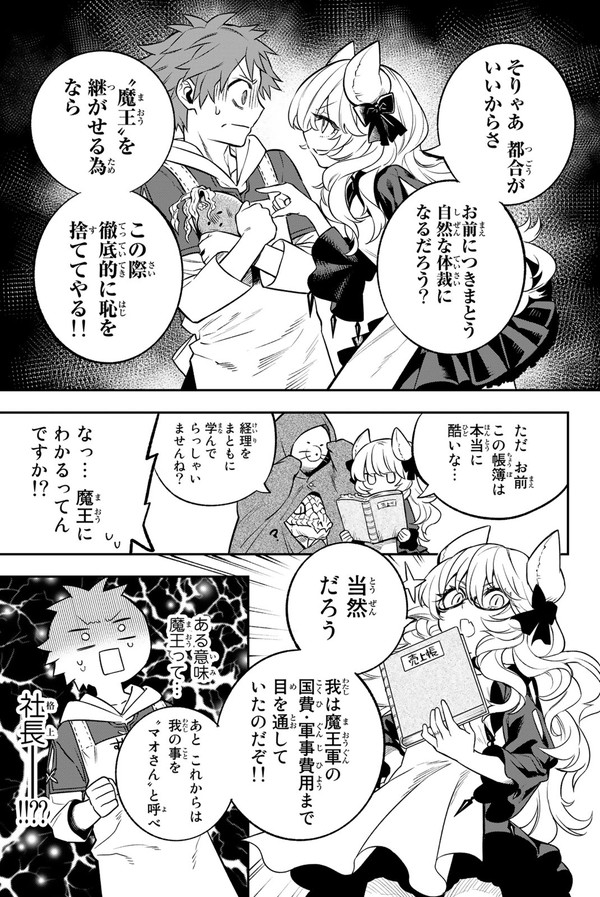 そりゃあ 都合が
いいからさ
お前につきまとう
自然な体裁に
なるだろう?
〝魔王〟を
継がせる為
なら
この際
徹底的に恥を
捨ててやる!!
ただ お前
この帳簿は
本当に
酷いな…
売上帳
経理を
まともに
学んで
らっしゃい
ませんね?
?
なっ… 魔王に
わかるってん
ですか!?
売上帳
当然
だろう
我は魔王軍の
国費・軍事費用まで
目を通して
いたのだぞ!!
あと これからは
我の事を
〝マオさん〟と呼べ
ある意味
魔王って…
社長―――!!??
格上